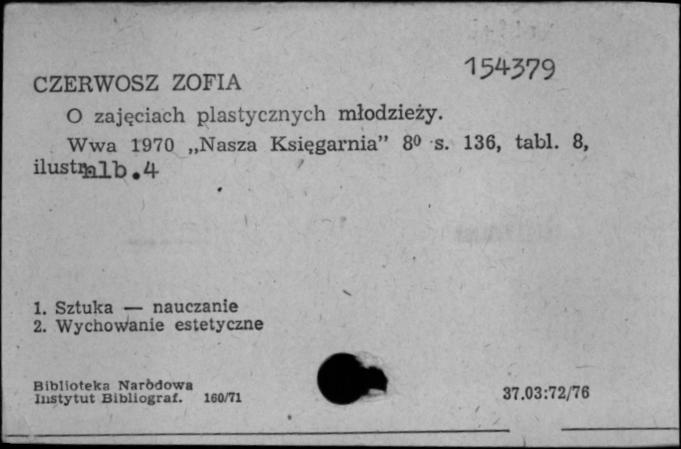 154379
CZERWOSZ ZOFIA
O zajęciach plastycznych młodzieży.
Wwa 1970 „Nasza Księgarnia” 8⁰ s. 136, tabl. 8,
alb.4
1. Sztuka — nauczanie
2. Wychowanie estetyczne
Biblioteka Narodowa
Instytut Bibliograf. 160/71
37.03:72/76